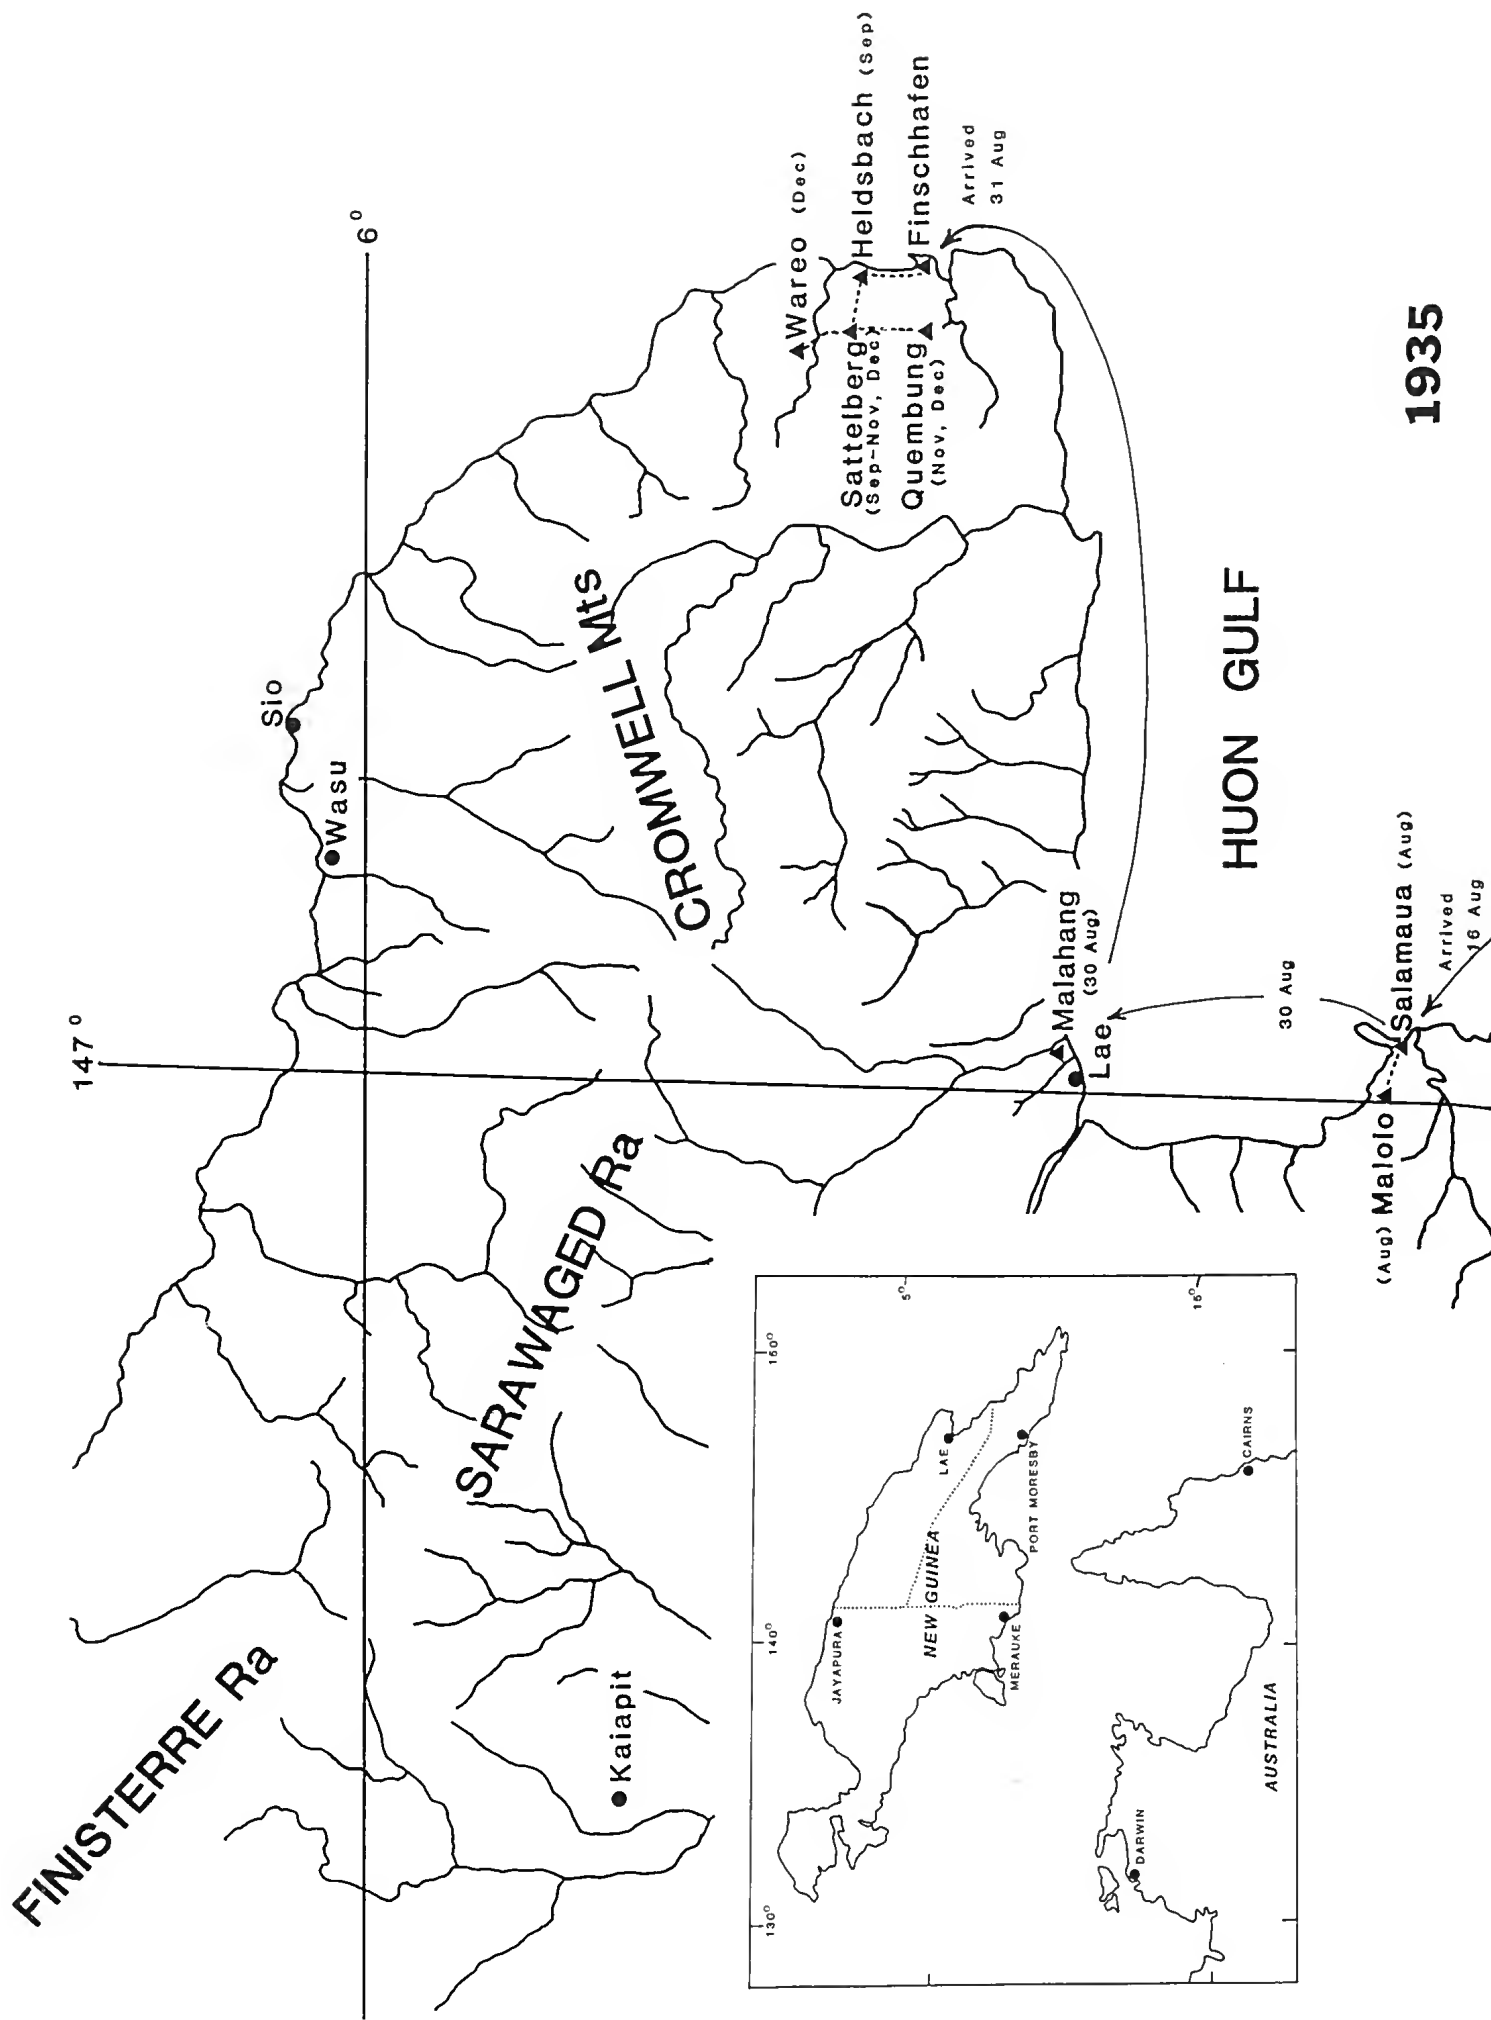 FINISTERRE Ra
147°
6°
Sio
Wasu
SARAWAGED Ra
CROMWELL Mts
Kaiapit
Wareo (Dec)
Heldsbach (Sep)
Sattelberg
(Sep-Nov, Dec)
Finschhafen
Quembung
(Nov, Dec)
Arrived
31 Aug
Malahang
(30 Aug)
Lae
HUON GULF
30 Aug
(Aug) Malolo
Salamaua (Aug)
Arrived
16 Aug
1935
130°
140°
150°
5°
15°
JAYAPURA
NEW GUINEA
LAE
MERAUKE
PORT MORESBY
DARWIN
AUSTRALIA
CAIRNS